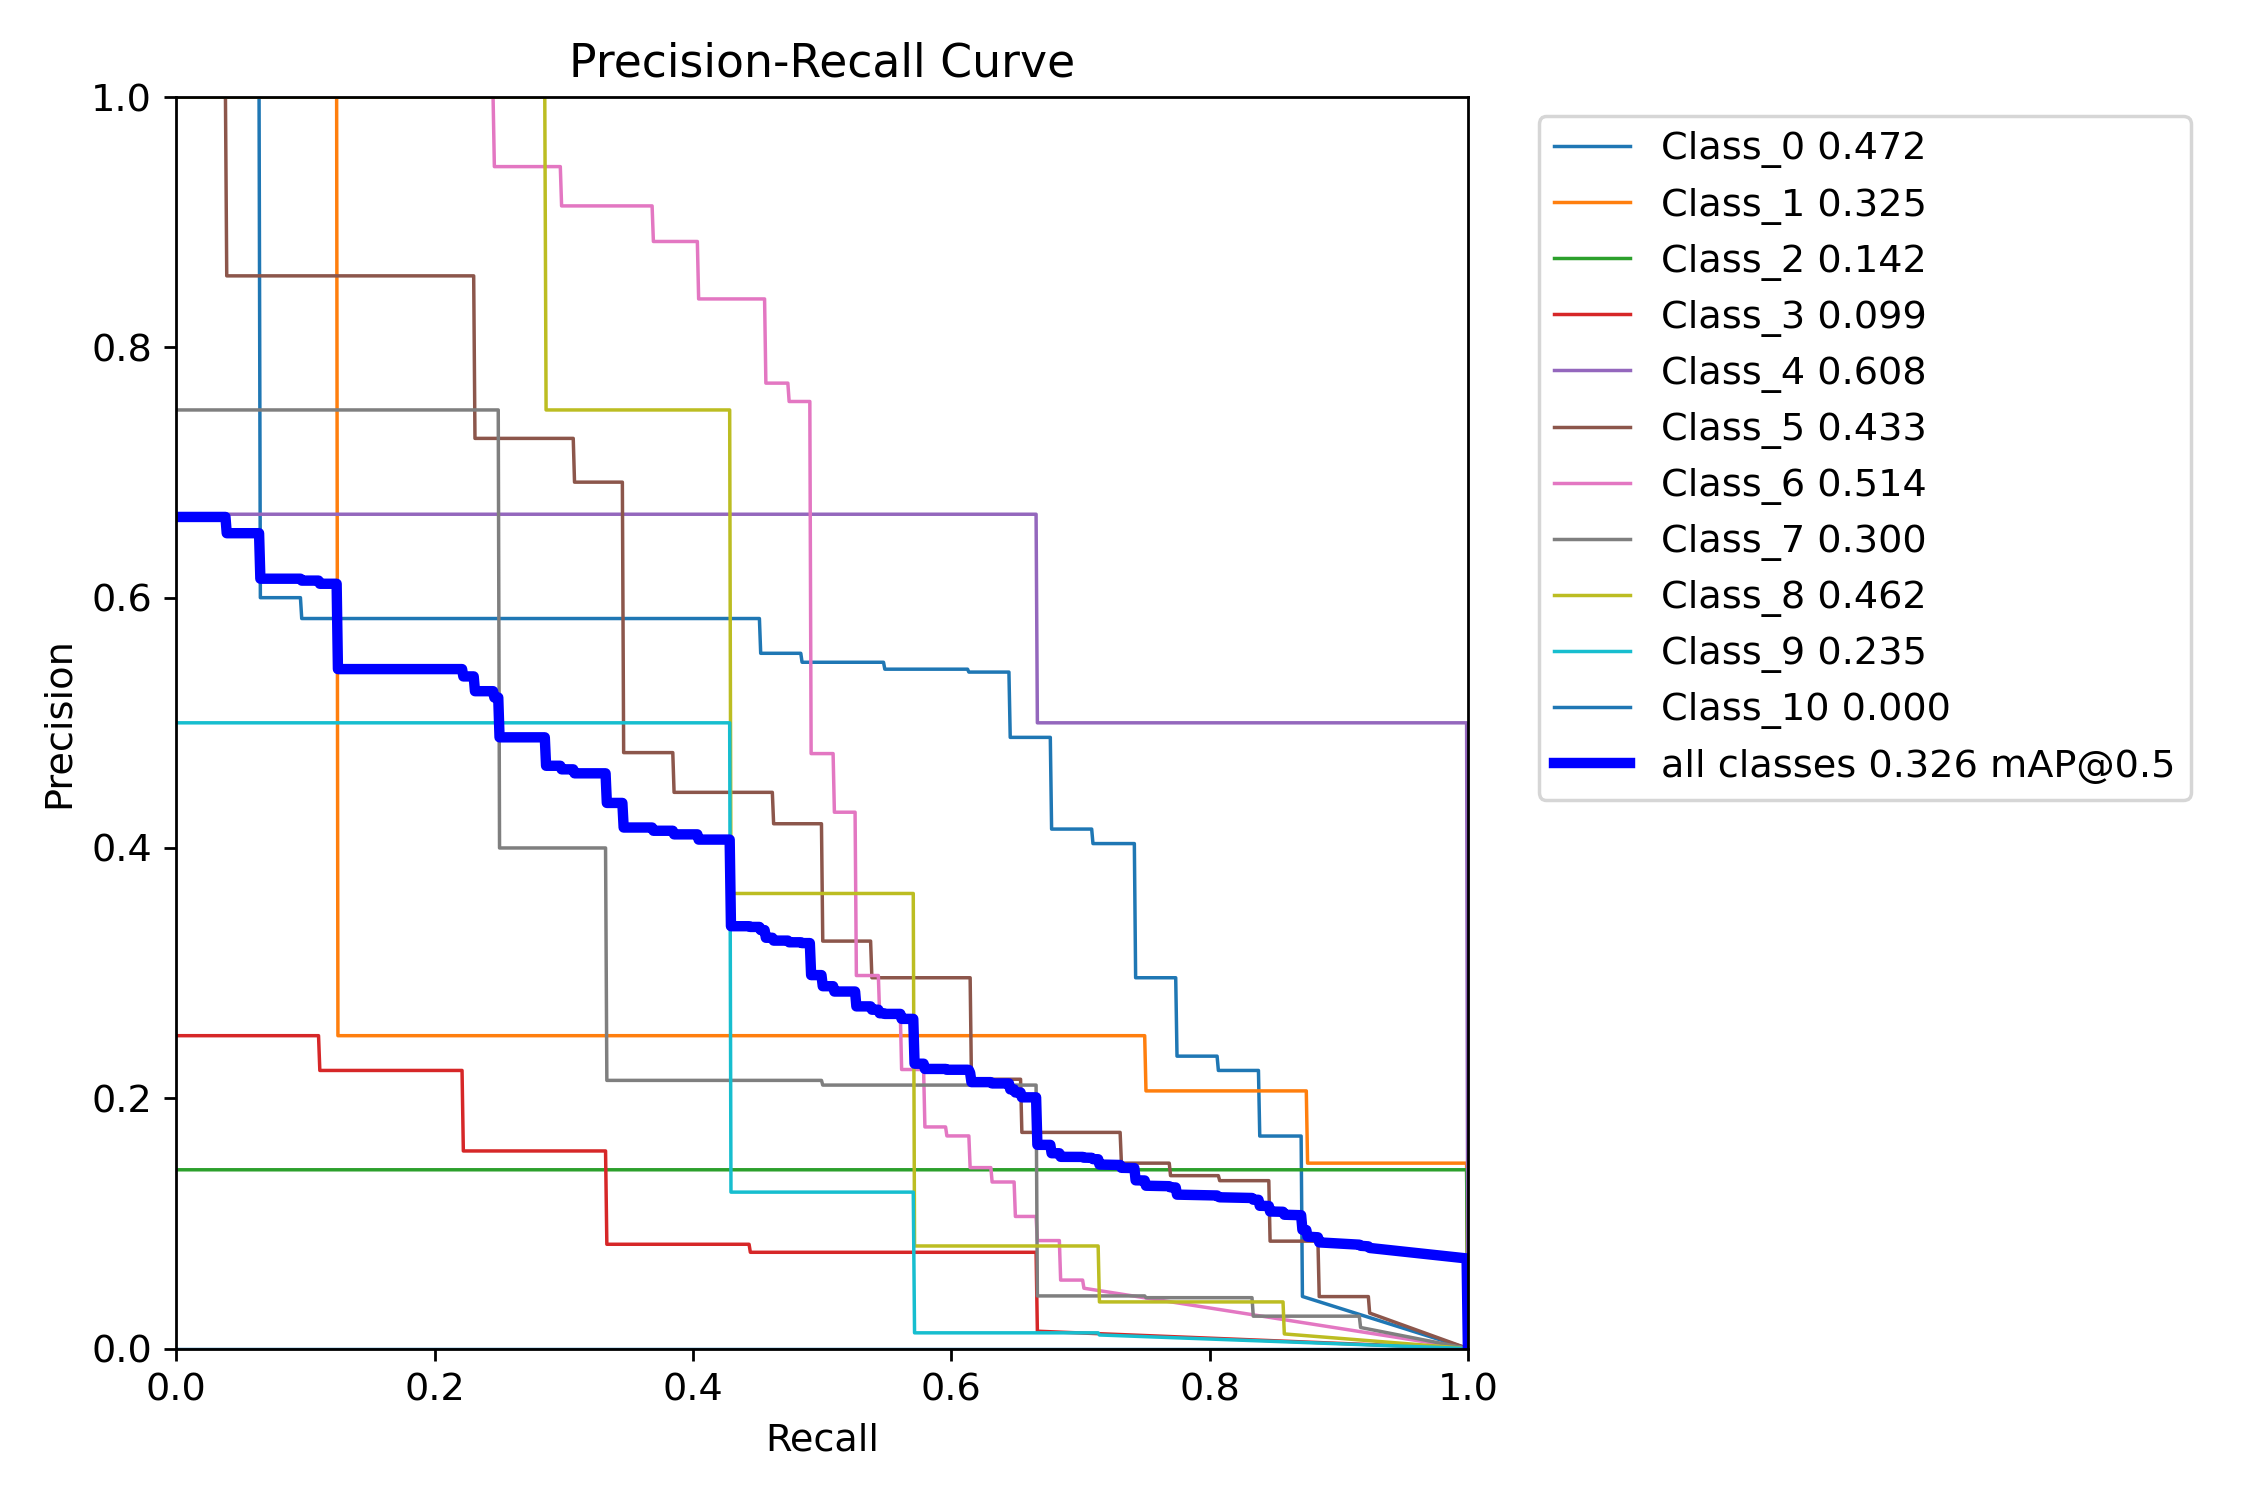 Precision-Recall Curve
1.0
0.8
0.6
0.4
0.2
0.0
Precision
0.0 0.2 0.4 0.6 0.8 1.0
Recall
Class_0 0.472
Class_1 0.325
Class_2 0.142
Class_3 0.099
Class_4 0.608
Class_5 0.433
Class_6 0.514
Class_7 0.300
Class_8 0.462
Class_9 0.235
Class_10 0.000
all classes 0.326 mAP@0.5